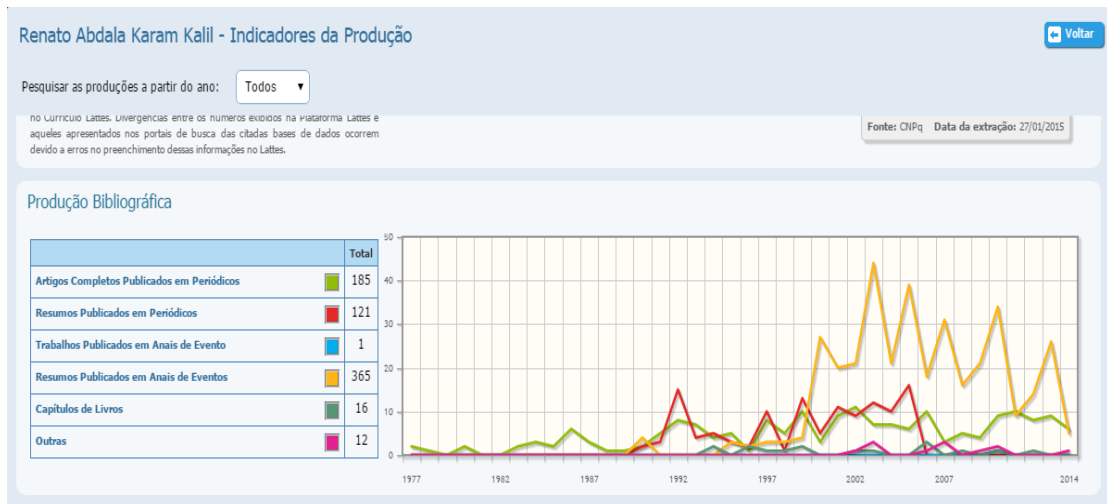 Renato Abdala Karam Kalil - Indicadores da Produção
Voltar
Pesquisar as produções a partir do ano: Todos
no Currículo Lattes. Divergências entre os números exibidos na Plataforma Lattes e
aqueles apresentados nos portais de busca das citadas bases de dados ocorrem
devido a erros no preenchimento dessas informações no Lattes.
Fonte: CNPq Data da extração: 27/01/2015
Produção Bibliográfica
Total
Artigos Completos Publicados em Periódicos 185
Resumos Publicados em Periódicos 121
Trabalhos Publicados em Anais de Evento 1
Resumos Publicados em Anais de Eventos 365
Capítulos de Livros 16
Outras 12
50
40
30
20
10
0
1977 1982 1987 1992 1997 2002 2007 2014